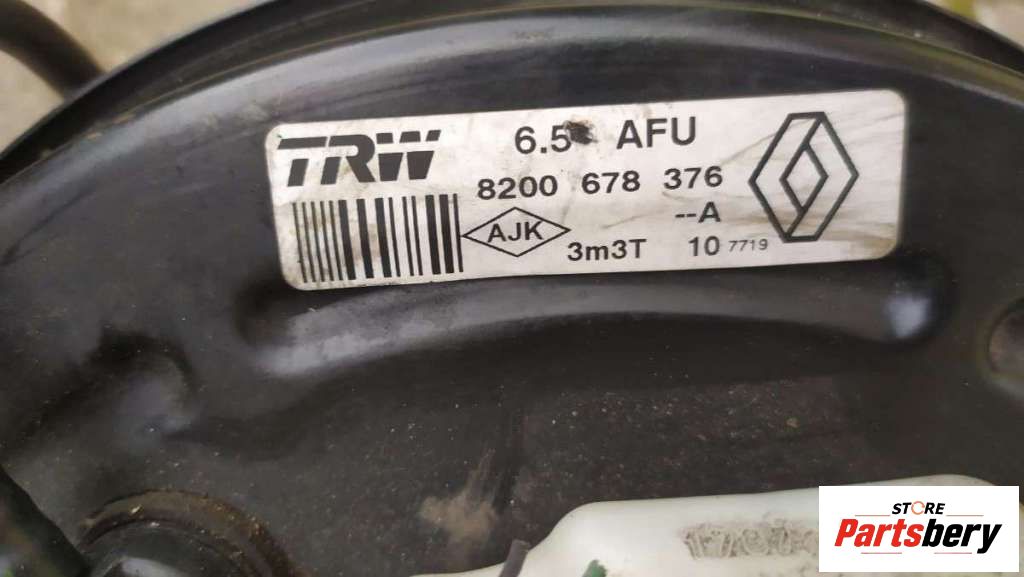 TRW
6.5 AFU
8200 678 376
--A
AJK
3m3T 10 7719
STORE
Partsbery